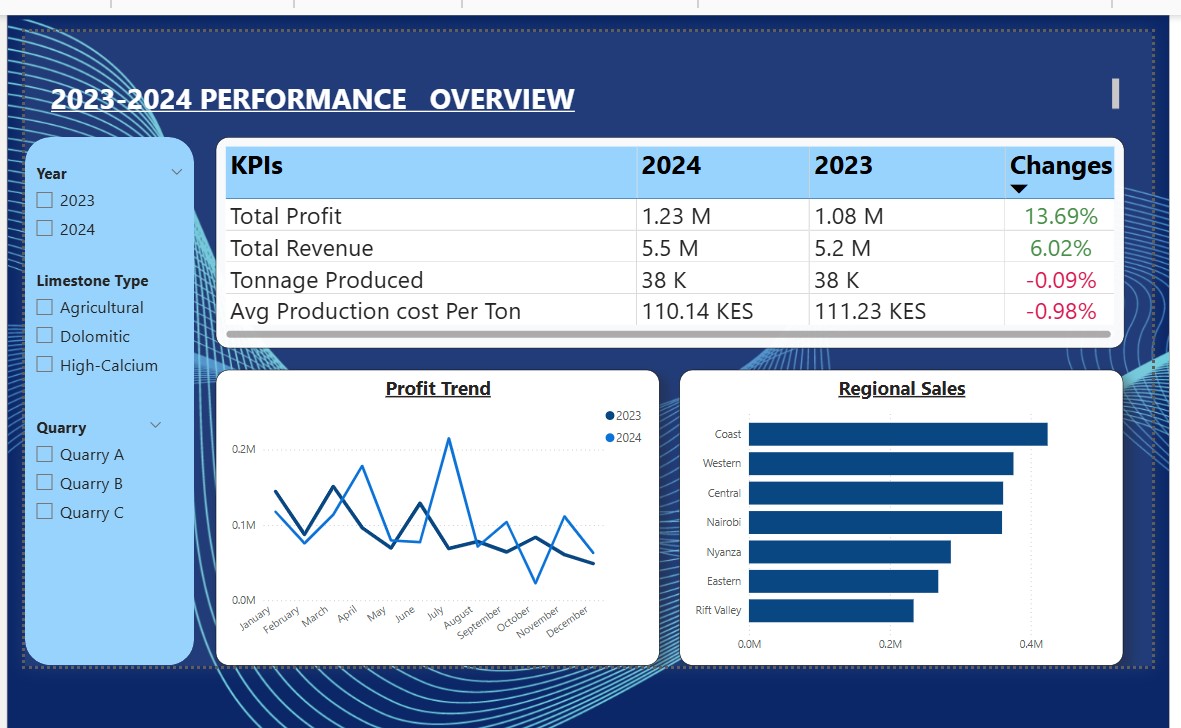 2023-2024 PERFORMANCE   OVERVIEW
Year
2023
2024
Limestone Type
Agricultural
Dolomitic
High-Calcium
Quarry
Quarry A
Quarry B
Quarry C
KPIs 2024 2023 Changes
Total Profit 1.23 M 1.08 M 13.69%
Total Revenue 5.5 M 5.2 M 6.02%
Tonnage Produced 38 K 38 K -0.09%
Avg Production cost Per Ton 110.14 KES 111.23 KES -0.98%
Profit Trend
2023
2024
0.2M
0.1M
0.0M
January February March April May June July August September October November December
Regional Sales
Coast
Western
Central
Nairobi
Nyanza
Eastern
Rift Valley
0.0M 0.2M 0.4M